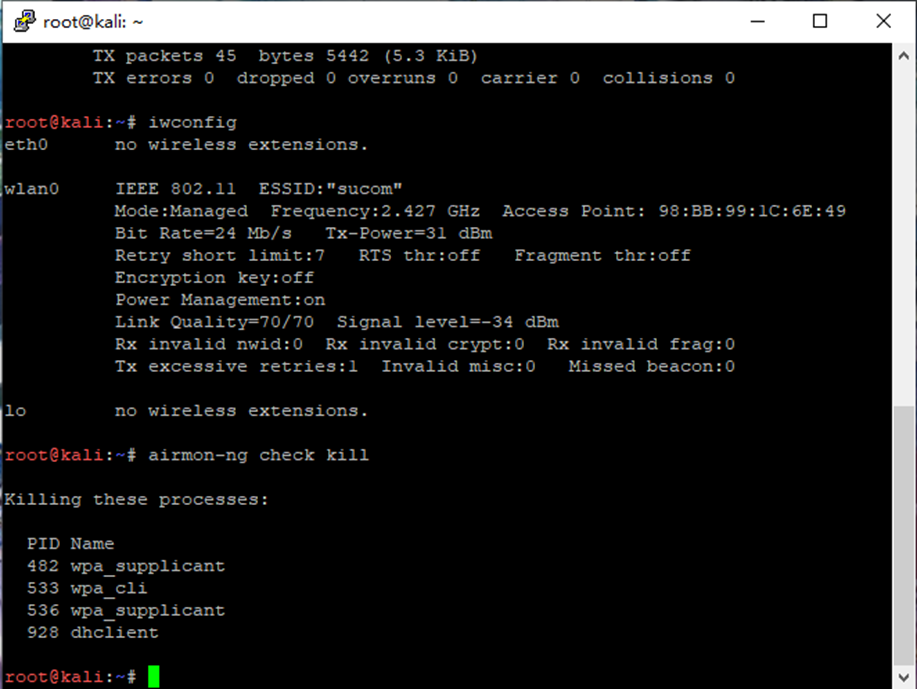 root@kali: ~
TX packets 45  bytes 5442 (5.3 KiB)
TX errors 0  dropped 0 overruns 0  carrier 0  collisions 0
root@kali:~# iwconfig
eth0      no wireless extensions.
wlan0     IEEE 802.11  ESSID:"sucom"
Mode:Managed  Frequency:2.427 GHz  Access Point: 98:BB:99:1C:6E:49
Bit Rate=24 Mb/s   Tx-Power=31 dBm
Retry short limit:7   RTS thr:off   Fragment thr:off
Encryption key:off
Power Management:on
Link Quality=70/70  Signal level=-34 dBm
Rx invalid nwid:0  Rx invalid crypt:0  Rx invalid frag:0
Tx excessive retries:1  Invalid misc:0   Missed beacon:0
lo        no wireless extensions.
root@kali:~# airmon-ng check kill
Killing these processes:
PID Name
482 wpa_supplicant
533 wpa_cli
536 wpa_supplicant
928 dhclient
root@kali:~#